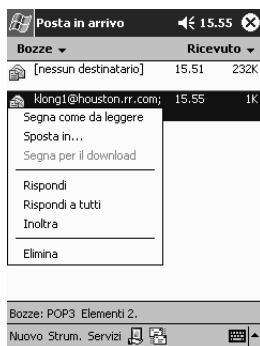 Posta in arrivo 15.55
Bozze Ricevuto
[nessun destinatario] 15.51 232K
klong1@houston.rr.com; 15.55 1K
Segna come da leggere
Sposta in...
Segna per il download
Rispondi
Rispondi a tutti
Inoltra
Elimina
Bozze: POP3 Elementi 2.
Nuovo Strum. Servizi